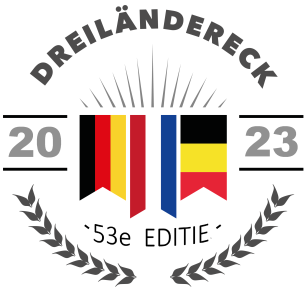 DREILÄNDERECK
20 23
- 53e EDITIE -